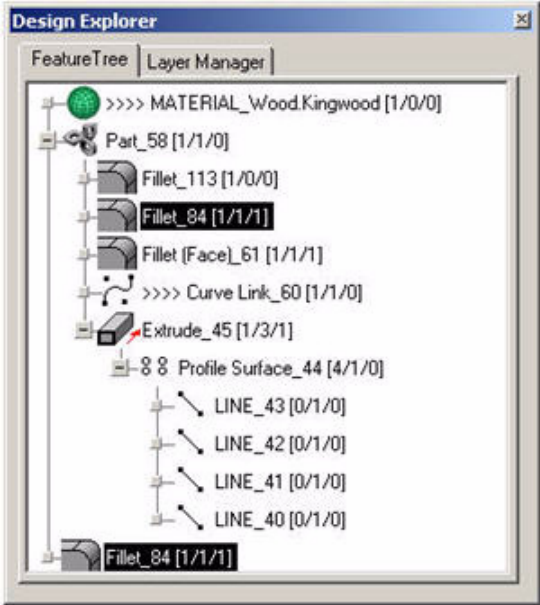 Design Explorer
FeatureTree Layer Manager
>>>> MATERIAL_Wood.Kingwood [1/0/0]
Part_58 [1/1/0]
Fillet_113 [1/0/0]
Fillet_84 [1/1/1]
Fillet (Face)_61 [1/1/1]
>>>> Curve Link_60 [1/1/0]
Extrude_45 [1/3/1]
Profile Surface_44 [4/1/0]
LINE_43 [0/1/0]
LINE_42 [0/1/0]
LINE_41 [0/1/0]
LINE_40 [0/1/0]
Fillet_84 [1/1/1]